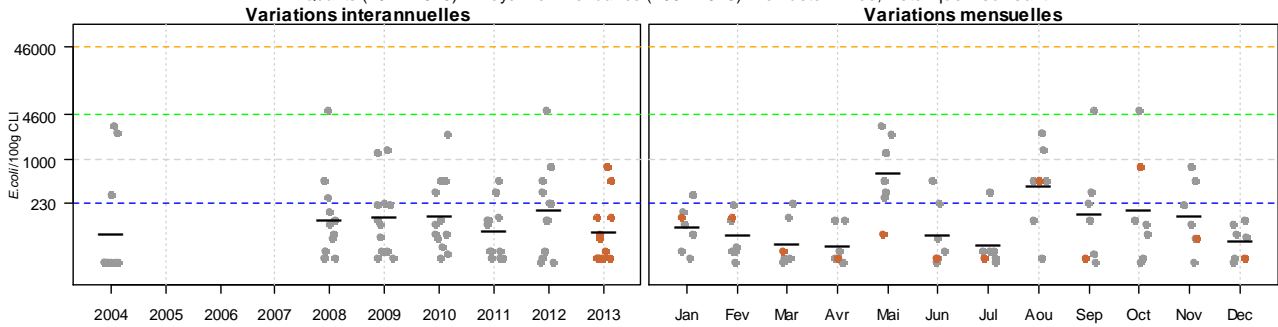 Variations interannuelles
Variations mensuelles
E.coli/100g CLI
46000
4600
1000
230
2004 2005 2006 2007 2008 2009 2010 2011 2012 2013
Jan Fev Mar Avr Mai Jun Jul Aou Sep Oct Nov Dec